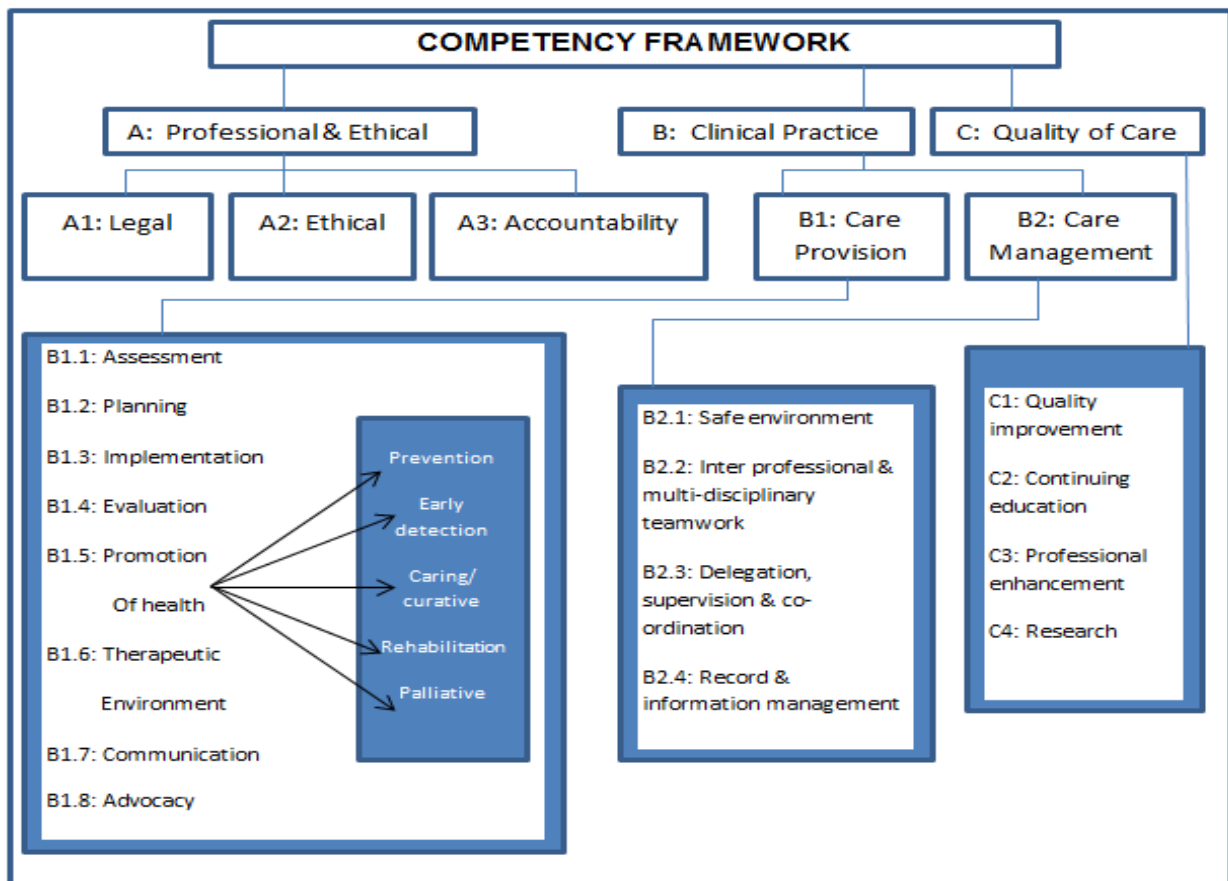 COMPETENCY FRAMEWORK
A: Professional & Ethical
B: Clinical Practice
C: Quality of Care
A1: Legal
A2: Ethical
A3: Accountability
B1: Care
Provision
B2: Care
Management
B1.1: Assessment
B1.2: Planning
B1.3: Implementation
B1.4: Evaluation
B1.5: Promotion
Of health
B1.6: Therapeutic
Environment
B1.7: Communication
B1.8: Advocacy
Prevention
Early
detection
Caring/
curative
Rehabilitation
Palliative
B2.1: Safe environment
B2.2: Inter professional &
multi-disciplinary
teamwork
B2.3: Delegation,
supervision & co-
ordination
B2.4: Record &
information management
C1: Quality
improvement
C2: Continuing
education
C3: Professional
enhancement
C4: Research